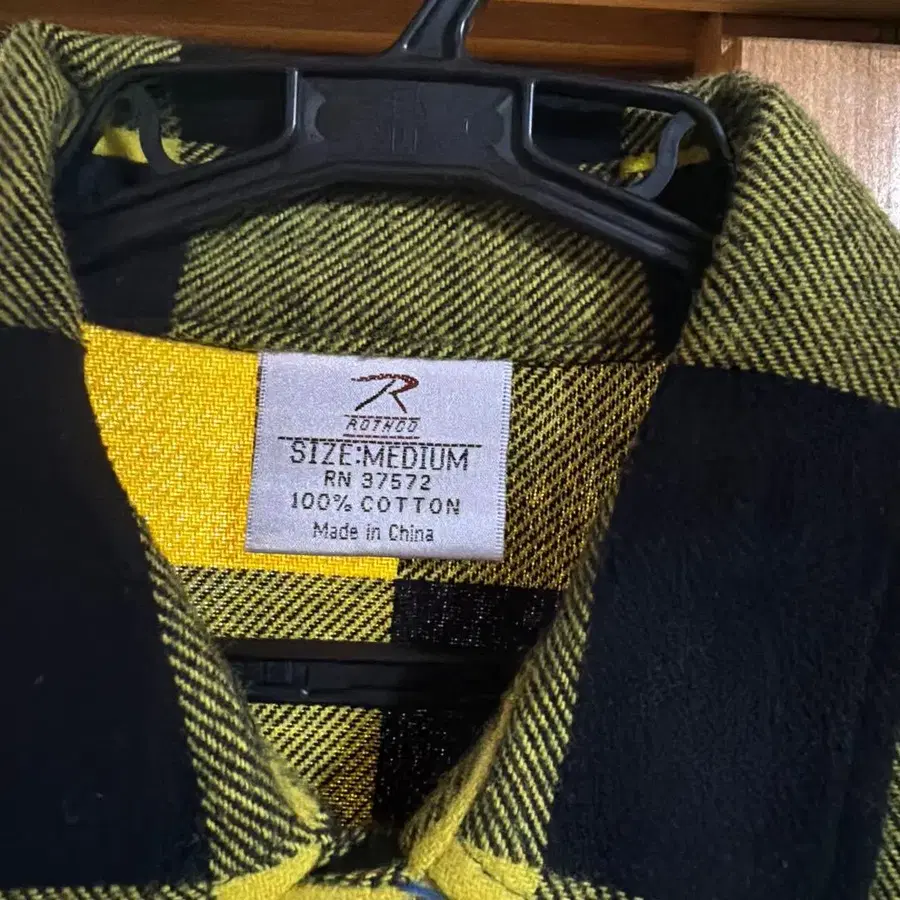 R
ROTHCO
SIZE:MEDIUM
RN 37572
100% COTTON
Made in China